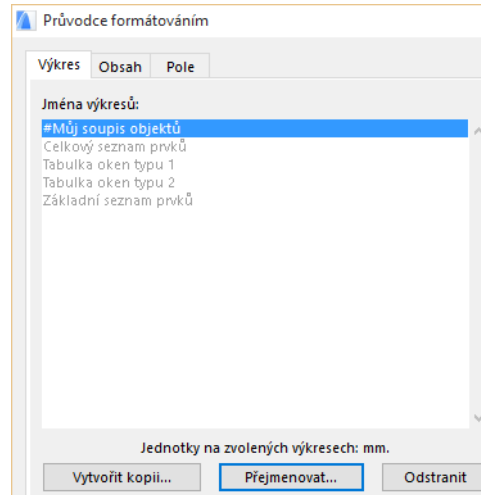 Průvodce formátováním
Výkres Obsah Pole
Jména výkresů:
#Můj soupis objektů
Celkový seznam prvků
Tabulka oken typu 1
Tabulka oken typu 2
Základní seznam prvků
Jednotky na zvolených výkresech: mm.
Vytvořit kopii... Přejmenovat... Odstranit